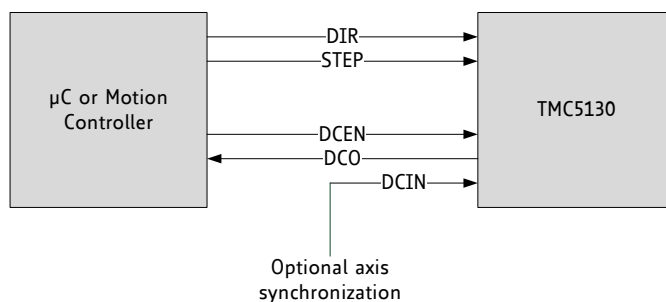 DIR
STEP
µC or Motion
Controller
TMC5130
DCEN
DCO
DCIN
Optional axis
synchronization